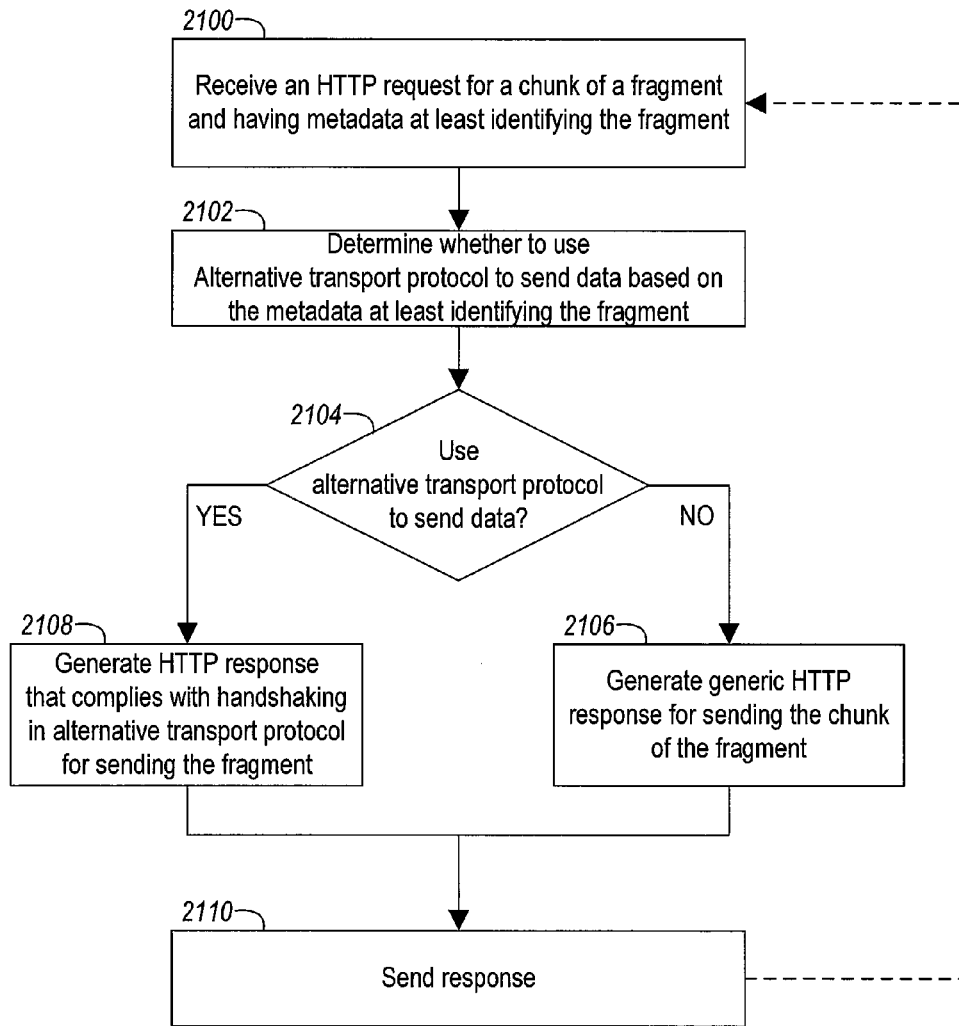 2100
Receive an HTTP request for a chunk of a fragment
and having metadata at least identifying the fragment
2102
Determine whether to use
Alternative transport protocol to send data based on
the metadata at least identifying the fragment
2104
Use
alternative transport protocol
to send data?
YES
NO
2108
Generate HTTP response
that complies with handshaking
in alternative transport protocol
for sending the fragment
2106
Generate generic HTTP
response for sending the chunk
of the fragment
2110
Send response